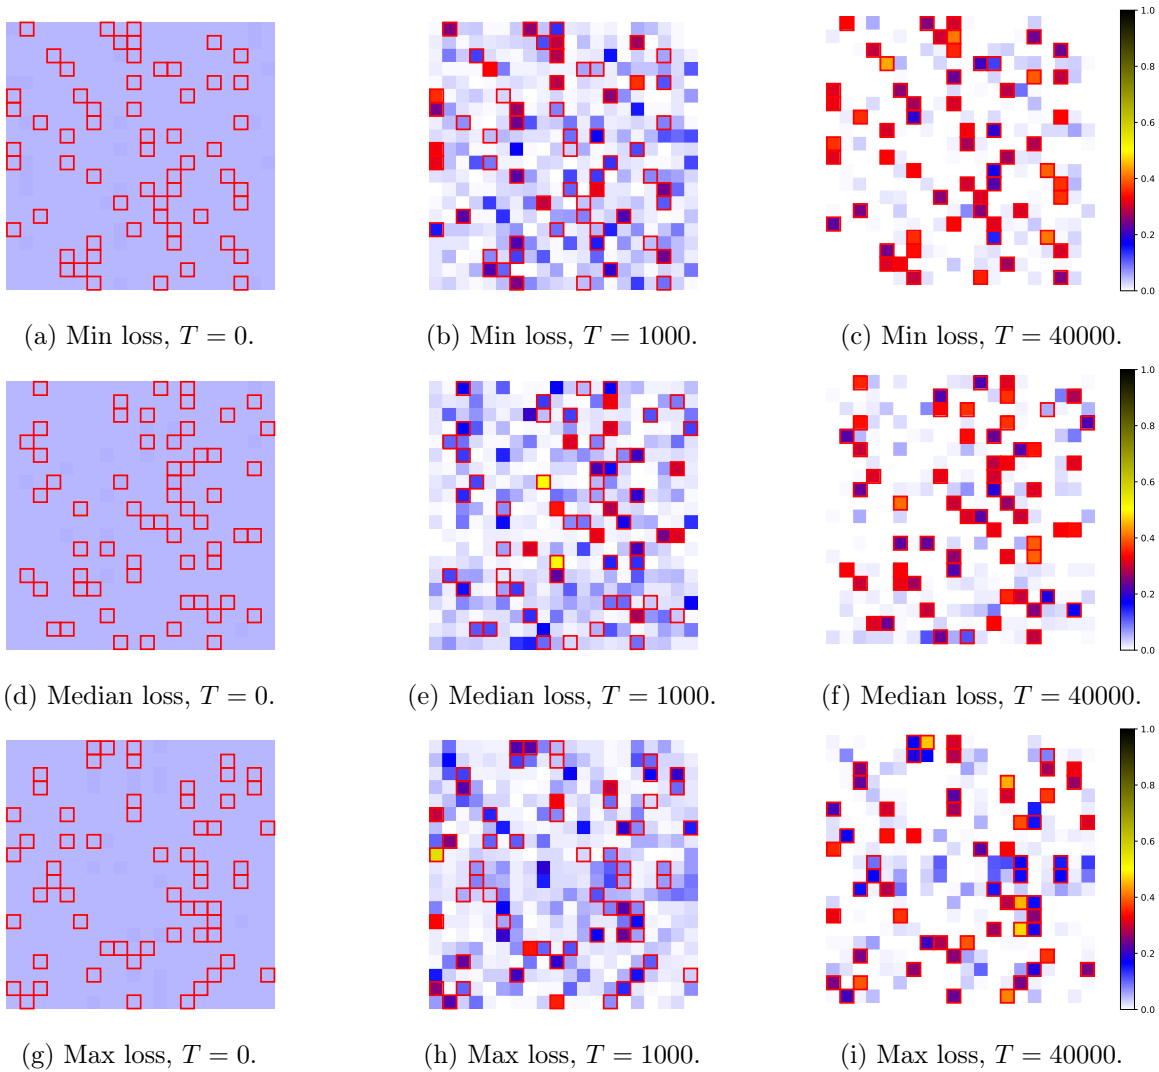 1.0
0.8
0.6
0.4
0.2
0.0
(a) Min loss, T = 0.
(b) Min loss, T = 1000.
(c) Min loss, T = 40000.
1.0
0.8
0.6
0.4
0.2
0.0
(d) Median loss, T = 0.
(e) Median loss, T = 1000.
(f) Median loss, T = 40000.
1.0
0.8
0.6
0.4
0.2
0.0
(g) Max loss, T = 0.
(h) Max loss, T = 1000.
(i) Max loss, T = 40000.